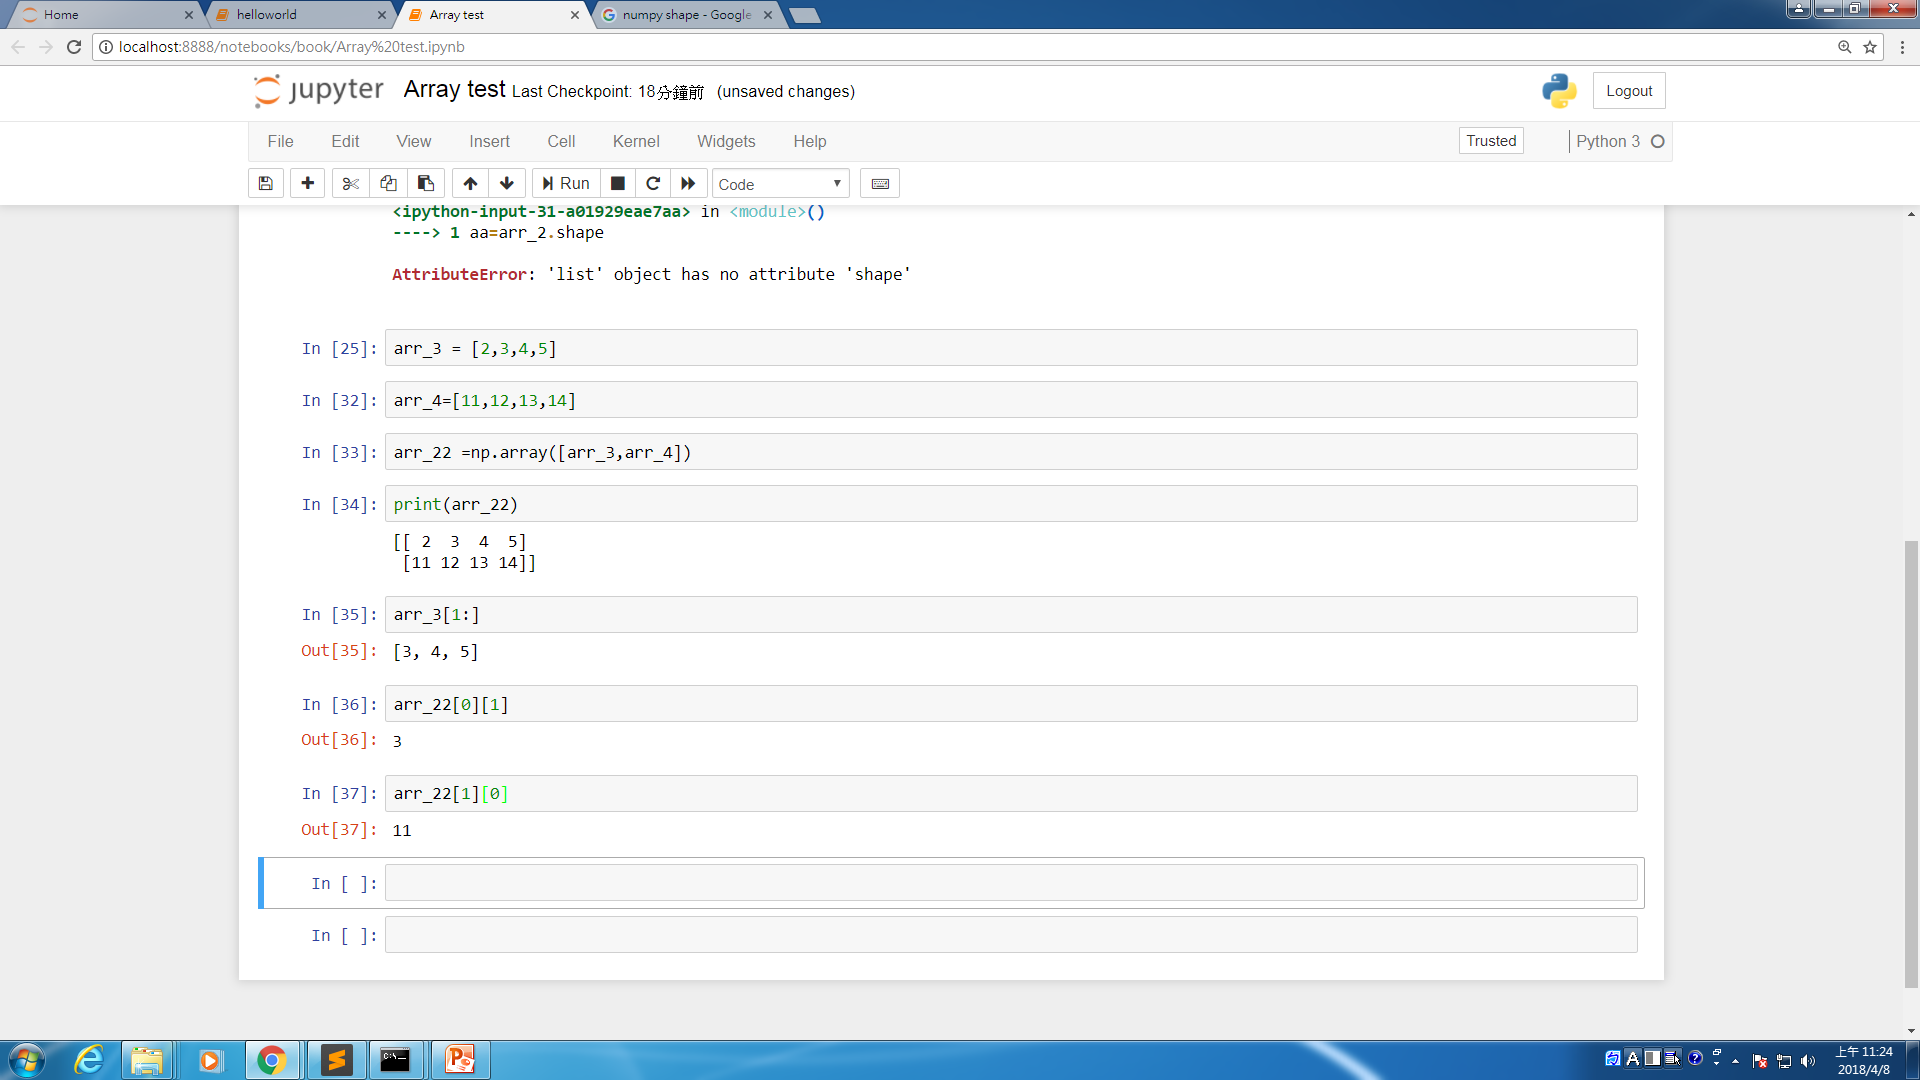 Home
helloworld
Array test
numpy shape - Google
localhost:8888/notebooks/book/Array%20test.ipynb
jupyter Array test Last Checkpoint: 18分鐘前 (unsaved changes)
Logout
File Edit View Insert Cell Kernel Widgets Help
Trusted
Python 3
Run
Code
<ipython-input-31-a01929eae7aa> in <module>()
----> 1 aa=arr_2.shape
AttributeError: 'list' object has no attribute 'shape'
In [25]: arr_3 = [2,3,4,5]
In [32]: arr_4=[11,12,13,14]
In [33]: arr_22 =np.array([arr_3,arr_4])
In [34]: print(arr_22)
[[ 2  3  4  5]
 [11 12 13 14]]
In [35]: arr_3[1:]
Out[35]: [3, 4, 5]
In [36]: arr_22[0][1]
Out[36]: 3
In [37]: arr_22[1][0]
Out[37]: 11
In [ ]:
In [ ]:
A
上午 11:24
2018/4/8